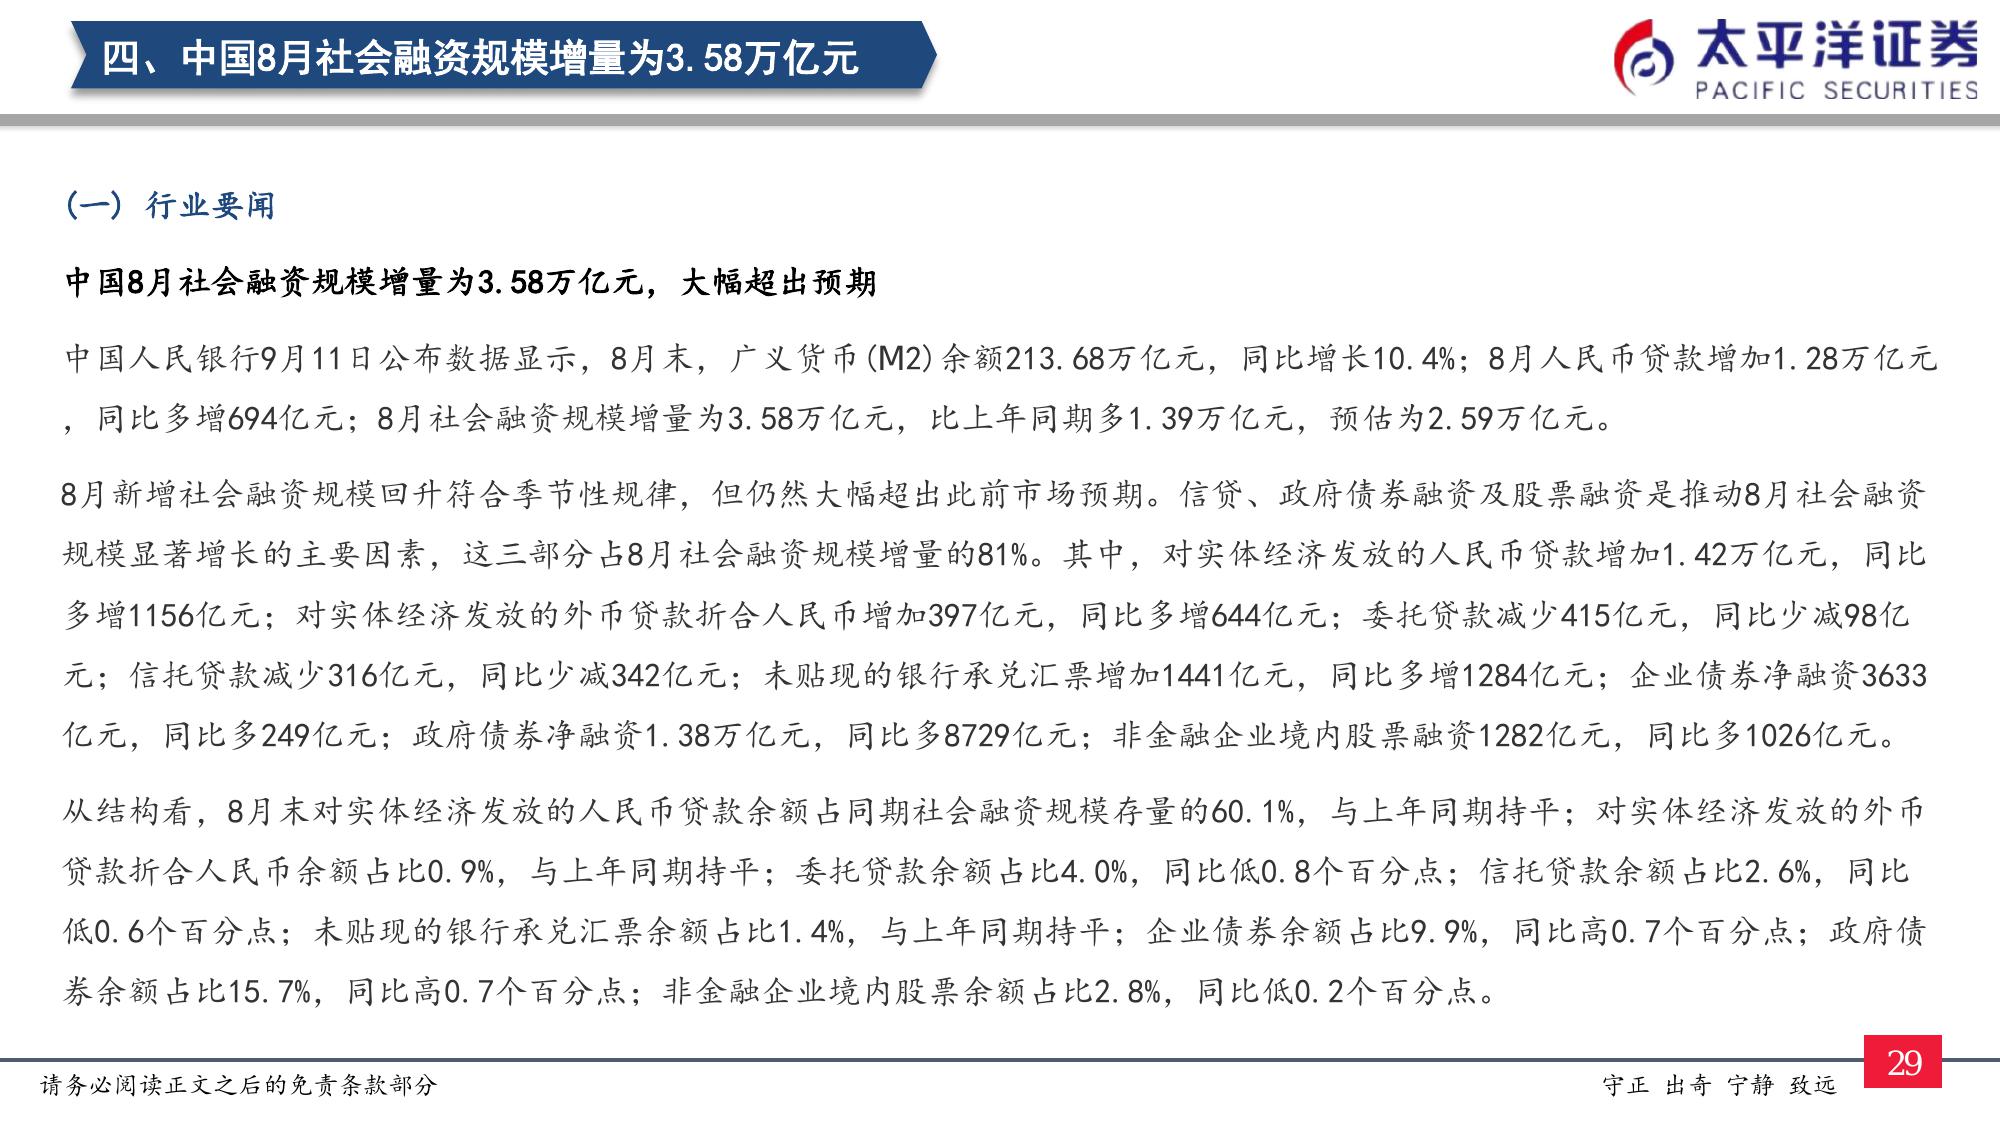 四、中国8月社会融资规模增量为3.58万亿元
太平洋证券
PACIFIC SECURITIES
(一) 行业要闻
中国8月社会融资规模增量为3.58万亿元，大幅超出预期
中国人民银行9月11日公布数据显示，8月末，广义货币(M2)余额213.68万亿元，同比增长10.4%；8月人民币贷款增加1.28万亿元
，同比多增694亿元；8月社会融资规模增量为3.58万亿元，比上年同期多1.39万亿元，预估为2.59万亿元。
8月新增社会融资规模回升符合季节性规律，但仍然大幅超出此前市场预期。信贷、政府债券融资及股票融资是推动8月社会融资
规模显著增长的主要因素，这三部分占8月社会融资规模增量的81%。其中，对实体经济发放的人民币贷款增加1.42万亿元，同比
多增1156亿元；对实体经济发放的外币贷款折合人民币增加397亿元，同比多增644亿元；委托贷款减少415亿元，同比少减98亿
元；信托贷款减少316亿元，同比少减342亿元；未贴现的银行承兑汇票增加1441亿元，同比多增1284亿元；企业债券净融资3633
亿元，同比多249亿元；政府债券净融资1.38万亿元，同比多8729亿元；非金融企业境内股票融资1282亿元，同比多1026亿元。
从结构看，8月末对实体经济发放的人民币贷款余额占同期社会融资规模存量的60.1%，与上年同期持平；对实体经济发放的外币
贷款折合人民币余额占比0.9%，与上年同期持平；委托贷款余额占比4.0%，同比低0.8个百分点；信托贷款余额占比2.6%，同比
低0.6个百分点；未贴现的银行承兑汇票余额占比1.4%，与上年同期持平；企业债券余额占比9.9%，同比高0.7个百分点；政府债
券余额占比15.7%，同比高0.7个百分点；非金融企业境内股票余额占比2.8%，同比低0.2个百分点。
请务必阅读正文之后的免责条款部分
守正 出奇 宁静 致远
29